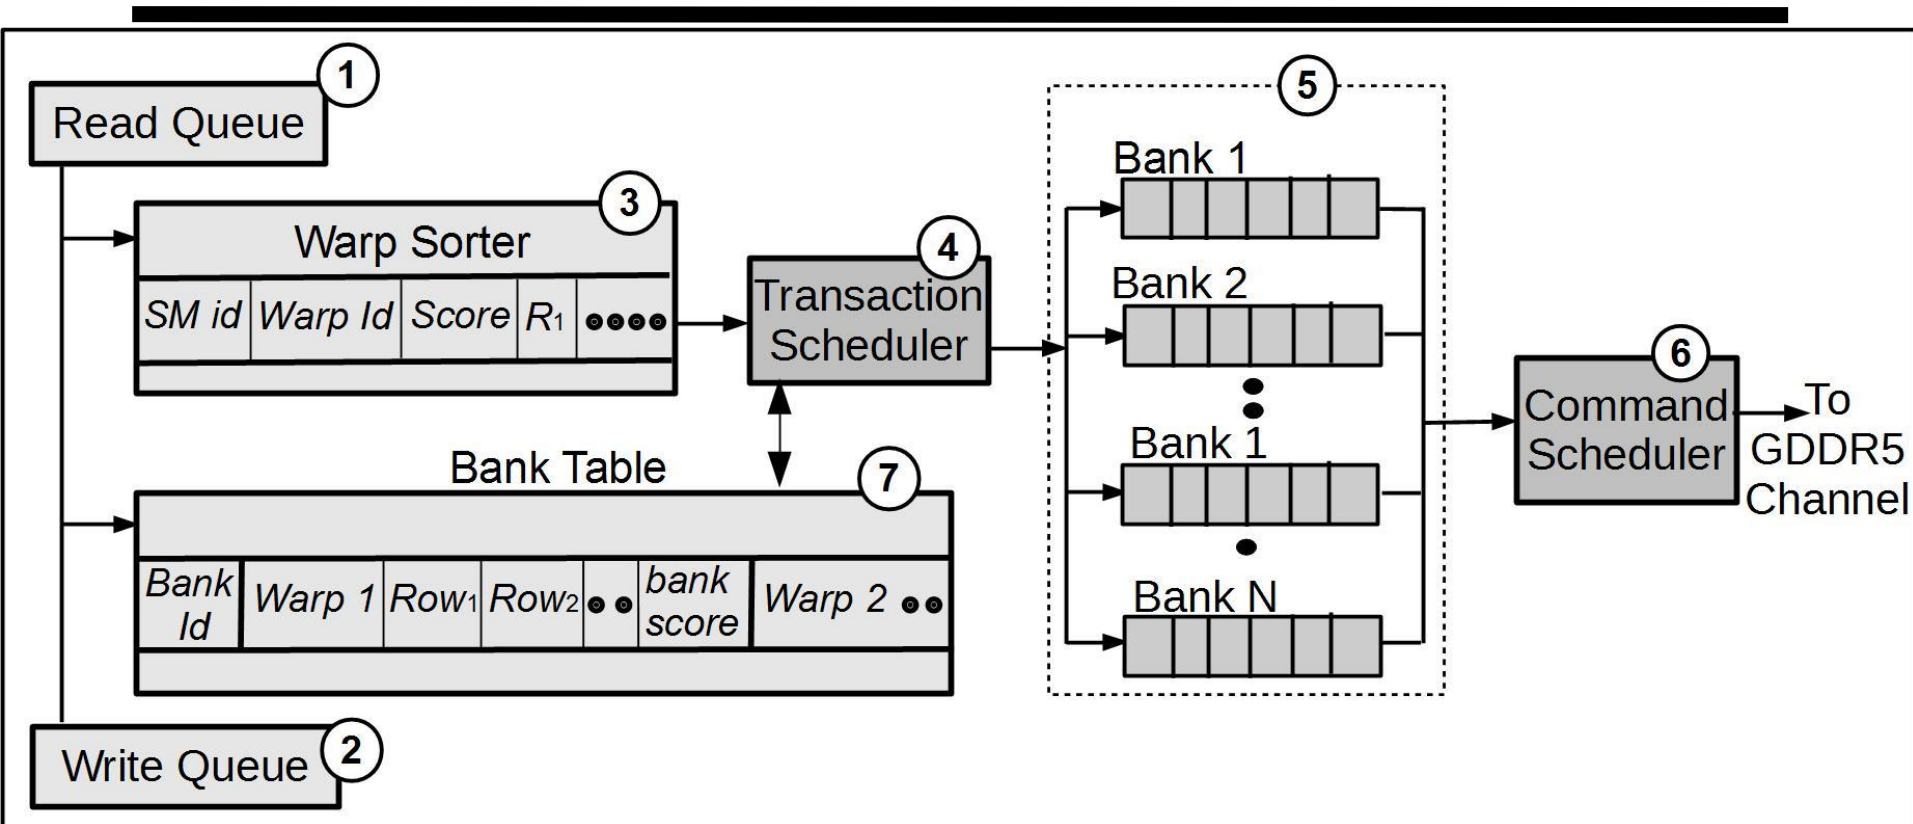 1
Read Queue
3
Warp Sorter
SM id Warp Id Score R1
4
Transaction
Scheduler
7
Bank Table
Bank
Id
Warp 1 Row1 Row2
bank
score
Warp 2
2
Write Queue
5
Bank 1
Bank 2
Bank 1
Bank N
6
Command
Scheduler
To
GDDR5
Channel